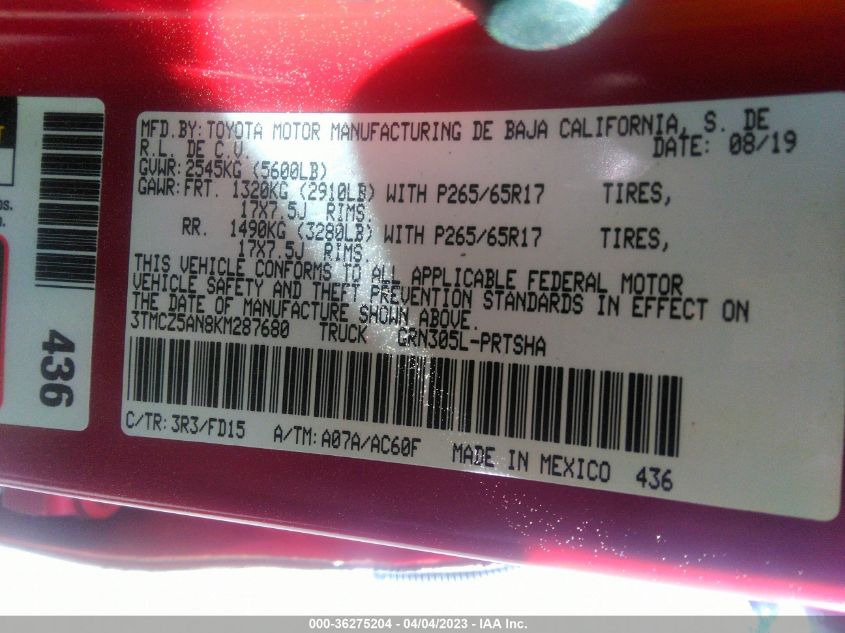 MFD. BY: TOYOTA MOTOR MANUFACTURING DE BAJA CALIFORNIA, S. DE
R.L. DE C.V. DATE: 08/19
GVWR: 2545KG (5600LB)
GAWR: FRT. 1320KG (2910LB) WITH P265/65R17 TIRES,
17X7.5J RIMS.
RR. 1490KG (3280LB) WITH P265/65R17 TIRES,
17X7.5J RIMS.
THIS VEHICLE CONFORMS TO ALL APPLICABLE FEDERAL MOTOR
VEHICLE SAFETY AND THEFT PREVENTION STANDARDS IN EFFECT ON
THE DATE OF MANUFACTURE SHOWN ABOVE.
3TMCZ5AN8KM287680 TRUCK GRN305L-PRTSHA
C/TR: 3R3/FD15 A/TM: A07A/AC60F MADE IN MEXICO 436
436
000-36275204 - 04/04/2023 - IAA Inc.